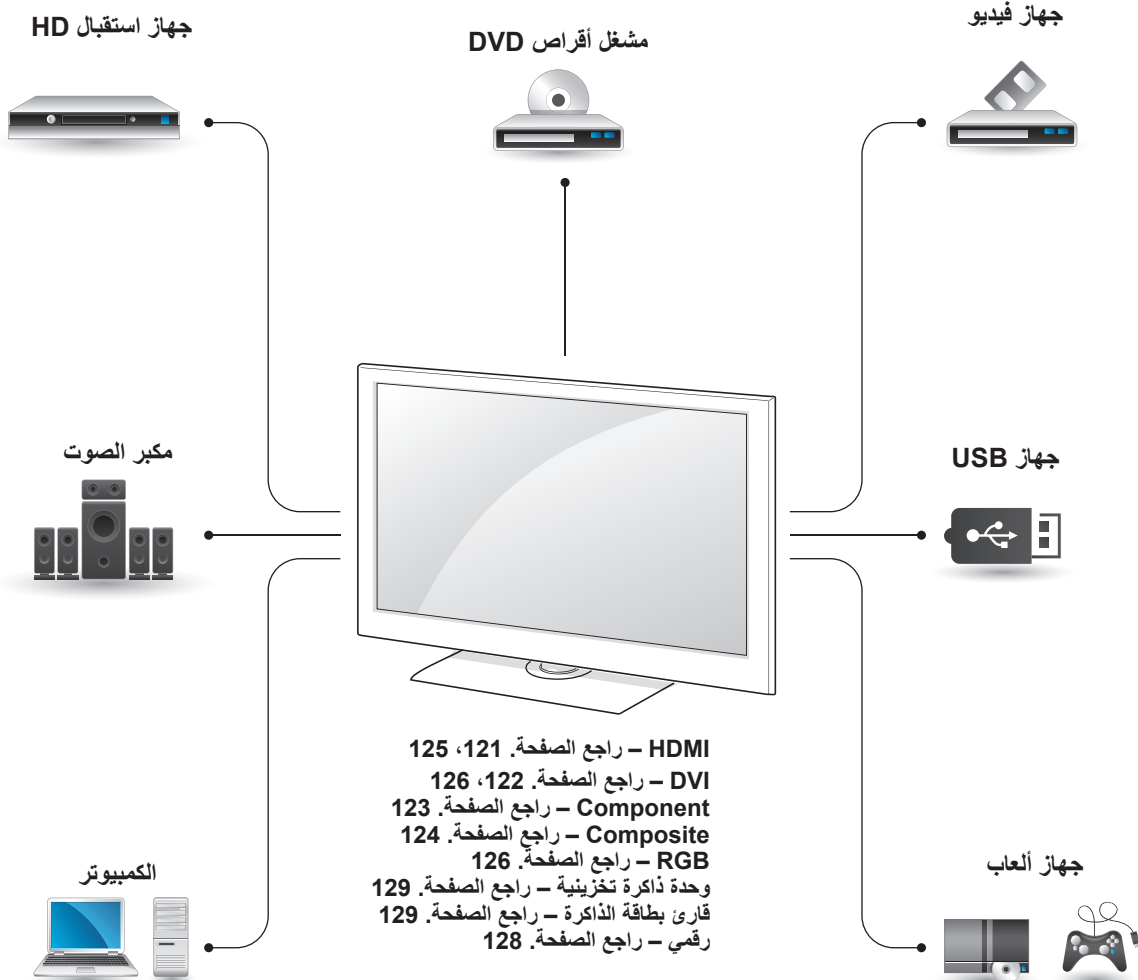 جهاز فيديو
مشغل أقراص DVD
جهاز استقبال HD
جهاز USB
مكبر الصوت
HDMI – راجع الصفحة. 121، 125
DVI – راجع الصفحة. 122، 126
Component – راجع الصفحة. 123
Composite – راجع الصفحة. 124
RGB – راجع الصفحة. 126
وحدة ذاكرة تخزينية – راجع الصفحة. 129
قارئ بطاقة الذاكرة – راجع الصفحة. 129
رقمي – راجع الصفحة. 128
جهاز ألعاب
الكمبيوتر